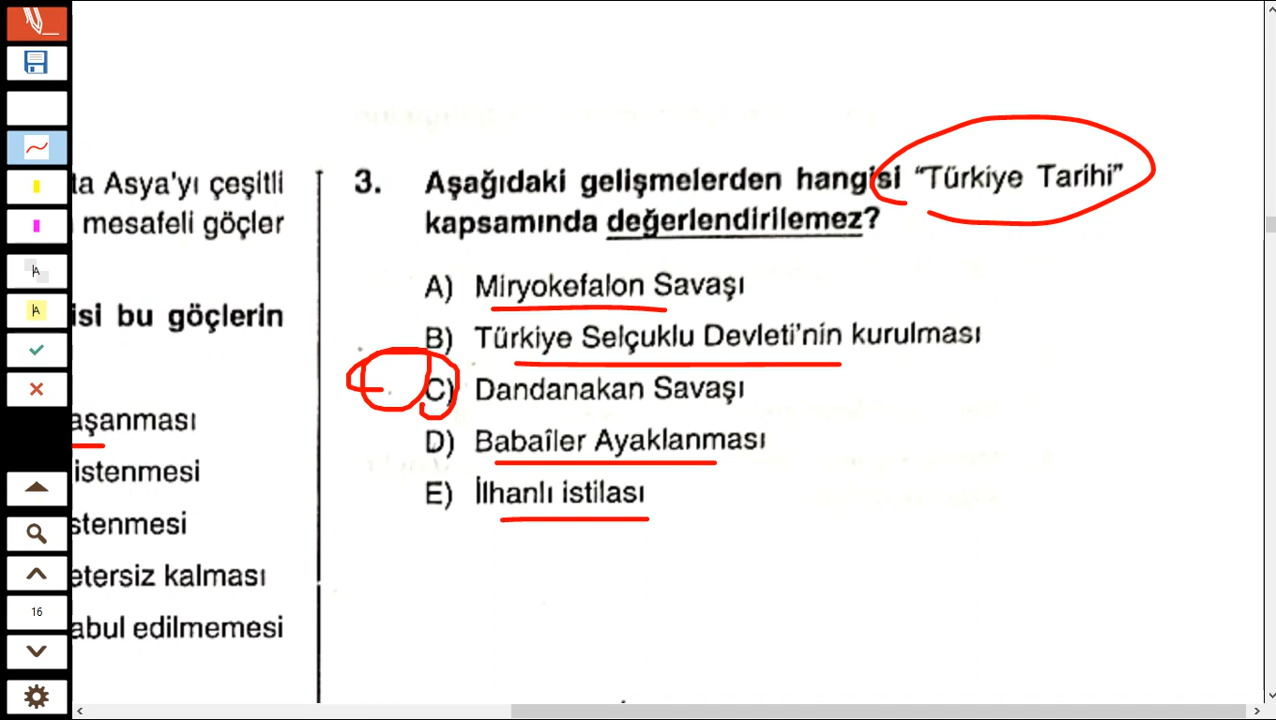 ta Asya'yı çeşitli
mesafeli göçler
isi bu göçlerin
aşanması
istenmesi
stenmesi
etersiz kalması
abul edilmemesi
3. Aşağıdaki gelişmelerden hangisi “Türkiye Tarihi”
kapsamında değerlendirilemez?
A) Miryokefalon Savaşı
B) Türkiye Selçuklu Devleti’nin kurulması
C) Dandanakan Savaşı
D) Babaîler Ayaklanması
E) İlhanlı istilası
16